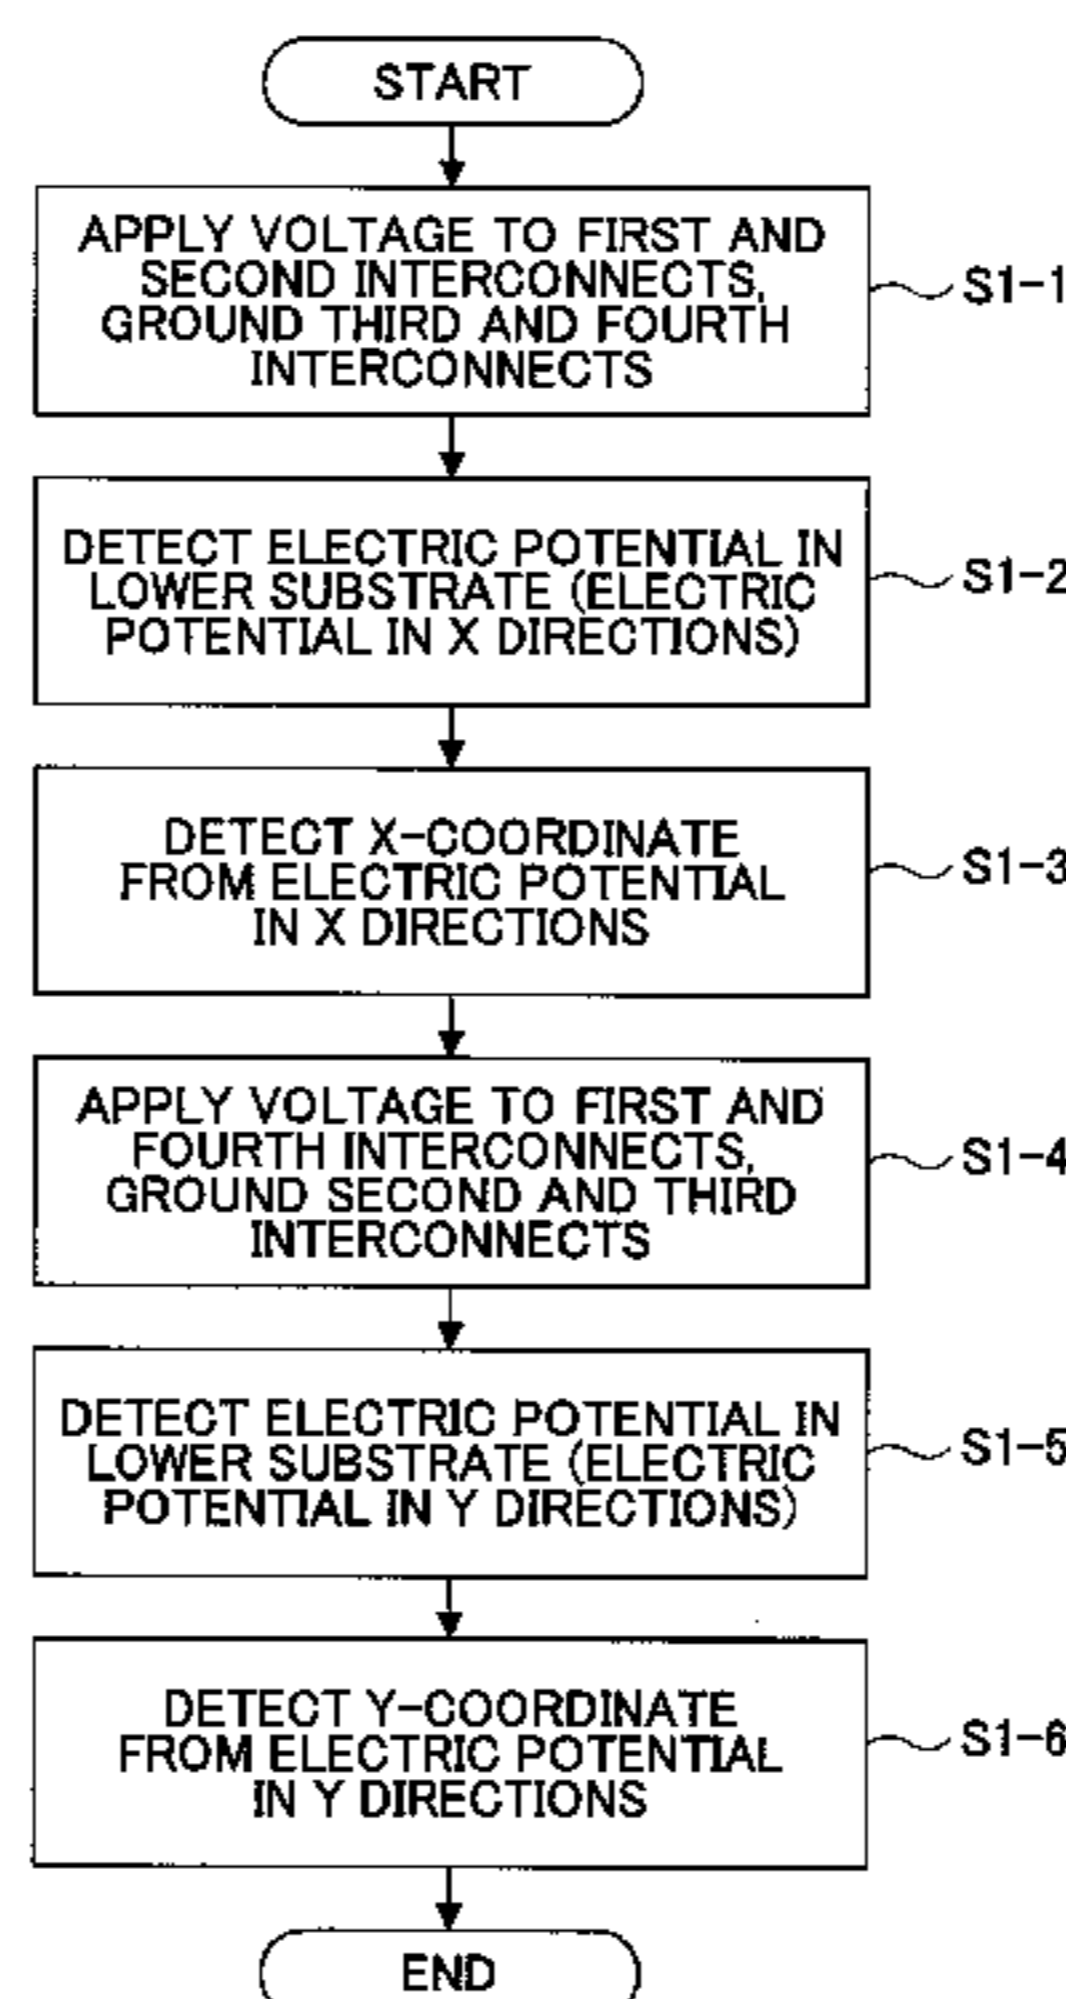 START
APPLY VOLTAGE TO FIRST AND
SECOND INTERCONNECTS,
GROUND THIRD AND FOURTH
INTERCONNECTS
S1-1
DETECT ELECTRIC POTENTIAL IN
LOWER SUBSTRATE (ELECTRIC
POTENTIAL IN X DIRECTIONS)
S1-2
DETECT X-COORDINATE
FROM ELECTRIC POTENTIAL
IN X DIRECTIONS
S1-3
APPLY VOLTAGE TO FIRST AND
FOURTH INTERCONNECTS,
GROUND SECOND AND THIRD
INTERCONNECTS
S1-4
DETECT ELECTRIC POTENTIAL IN
LOWER SUBSTRATE (ELECTRIC
POTENTIAL IN Y DIRECTIONS)
S1-5
DETECT Y-COORDINATE
FROM ELECTRIC POTENTIAL
IN Y DIRECTIONS
S1-6
END